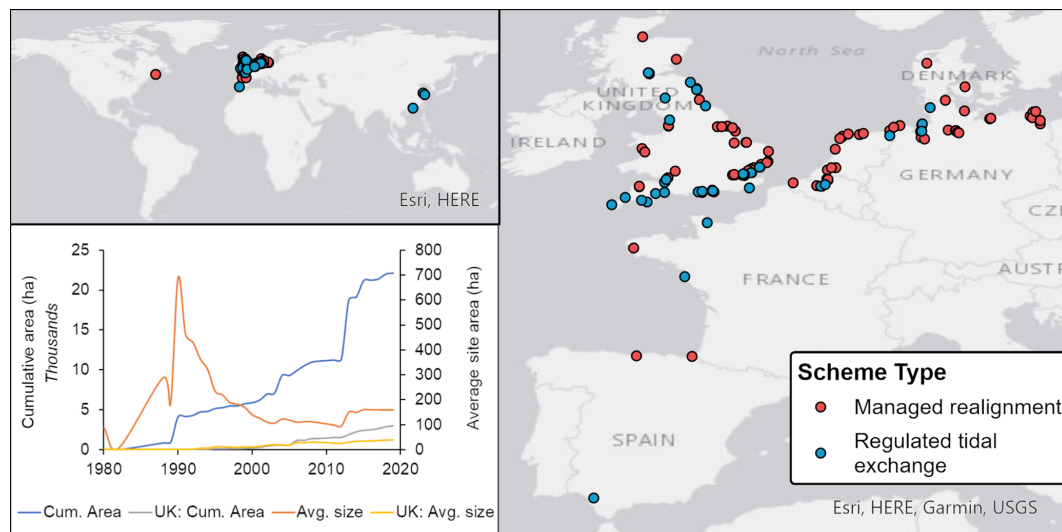 Esri, HERE
North Sea
DENMARK
UNITED
KINGDOM
IRELAND
GERMANY
CZE
AUSTR
FRANCE
SPAIN
Scheme Type
Managed realignment
Regulated tidal
exchange
Esri, HERE, Garmin, USGS
Cumulative area (ha)
Thousands
25
20
15
10
5
0
800
700
600
500
400
300
200
100
0
Average site area (ha)
1980 1990 2000 2010 2020
Cum. Area UK: Cum. Area Avg. size UK: Avg. size